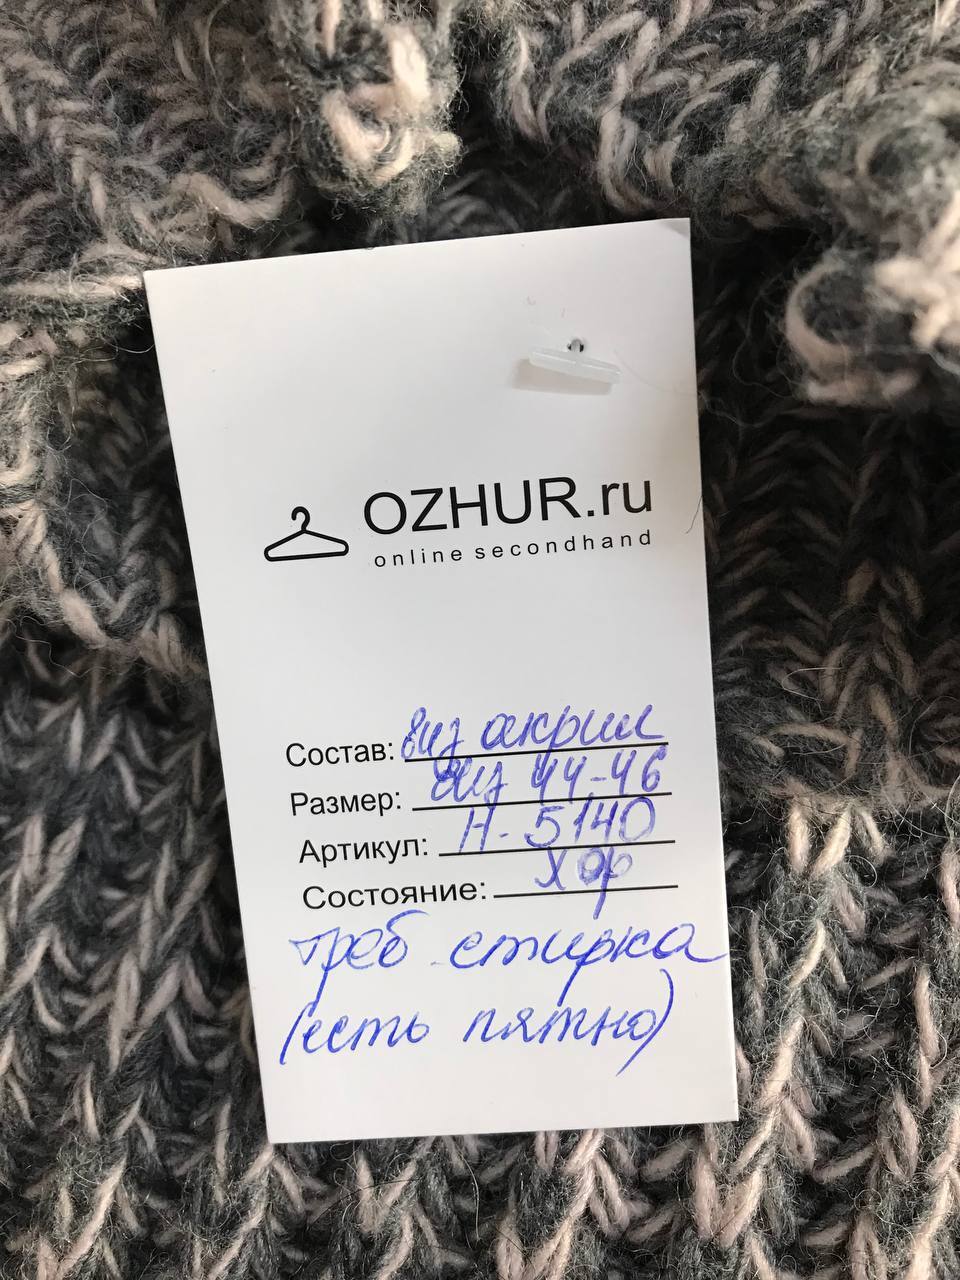 OZHUR.ru
online secondhand
Состав: виз акрил
Размер: виз 44-46
Артикул: Н-5140
Состояние: хор
треб стирка
(есть пятно)